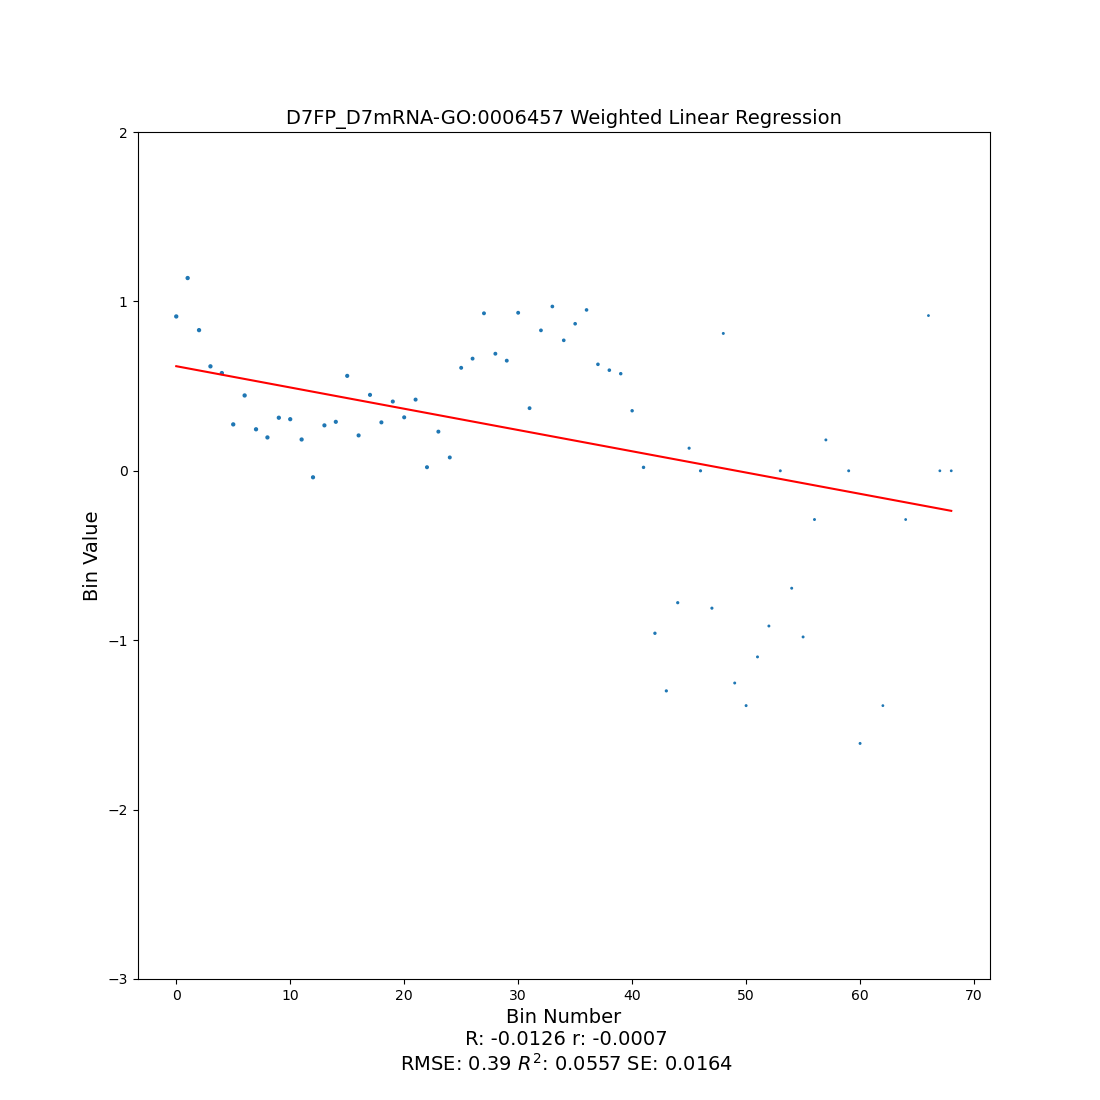 D7FP_D7mRNA-GO:0006457 Weighted Linear Regression
2
1
0
−1
−2
−3
Bin Value
0 10 20 30 40 50 60 70
Bin Number
R: -0.0126 r: -0.0007
RMSE: 0.39 R²: 0.0557 SE: 0.0164